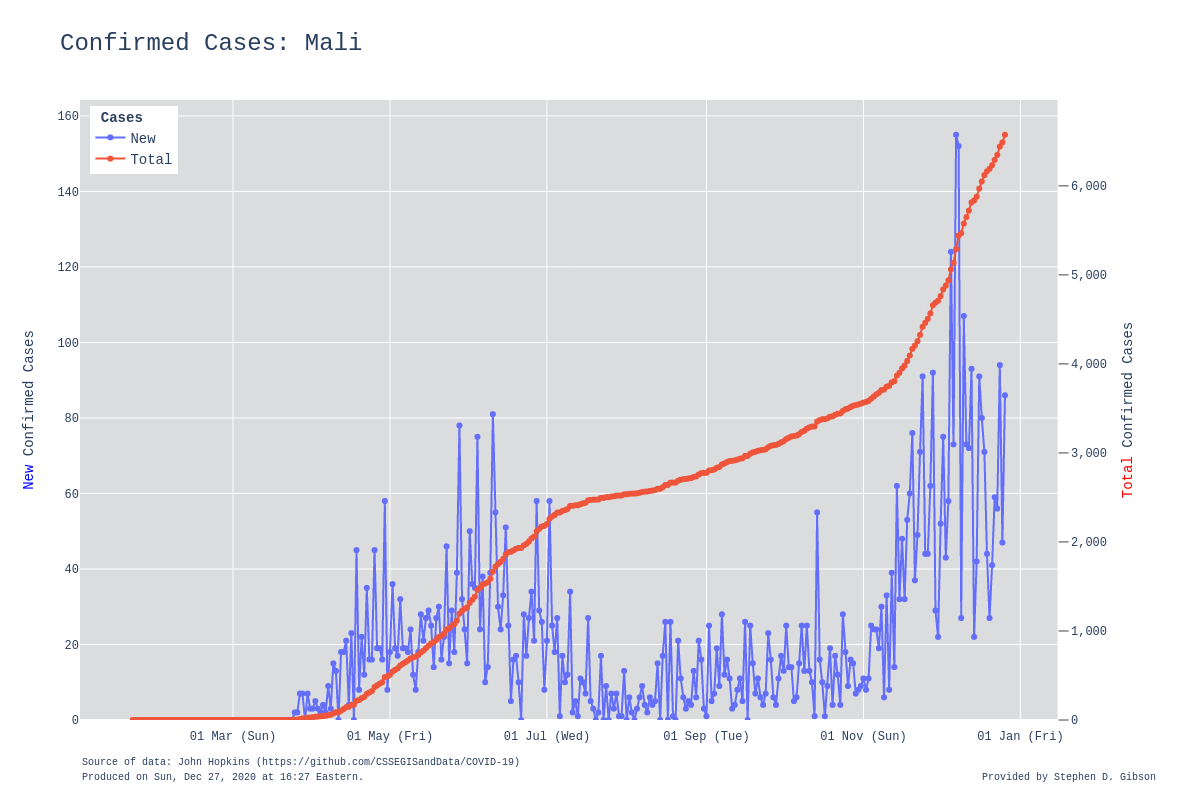 Confirmed Cases: Mali
Cases
New
Total
160
140
120
100
80
60
40
20
0
New Confirmed Cases
6,000
5,000
4,000
3,000
2,000
1,000
0
Total Confirmed Cases
01 Mar (Sun) 01 May (Fri) 01 Jul (Wed) 01 Sep (Tue) 01 Nov (Sun) 01 Jan (Fri)
Source of data: John Hopkins (https://github.com/CSSEGISandData/COVID-19)
Produced on Sun, Dec 27, 2020 at 16:27 Eastern.
Provided by Stephen D. Gibson